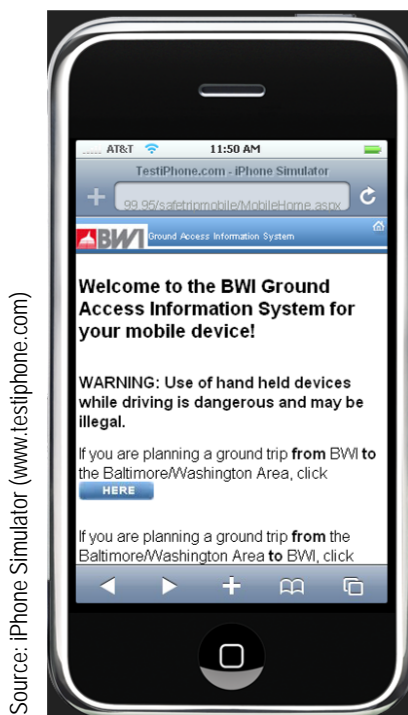 AT&T 11:50 AM
TestiPhone.com - iPhone Simulator
99.95/safetripmobile/MobileHome.aspx
BWI Ground Access Information System
Welcome to the BWI Ground
Access Information System for
your mobile device!
WARNING: Use of hand held devices
while driving is dangerous and may be
illegal.
If you are planning a ground trip from BWI to
the Baltimore/Washington Area, click
HERE
If you are planning a ground trip from the
Baltimore/Washington Area to BWI, click
Source: iPhone Simulator (www.testiphone.com)